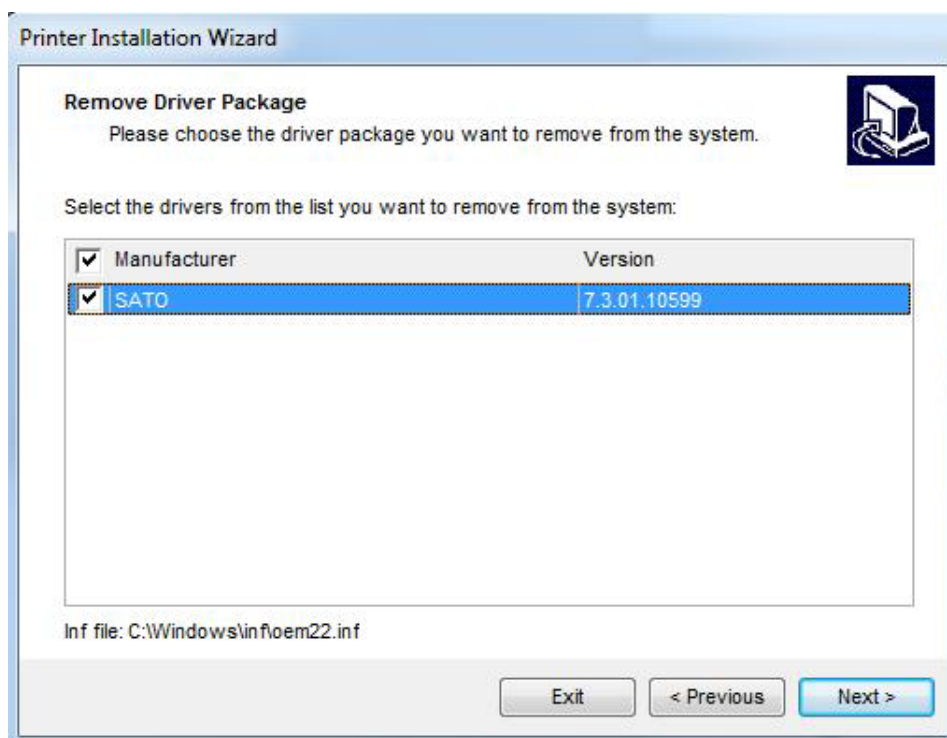 Printer Installation Wizard
Remove Driver Package
Please choose the driver package you want to remove from the system.
Select the drivers from the list you want to remove from the system:
Manufacturer Version
SATO 7.3.01.10599
Inf file: C:\Windows\inf\oem22.inf
Exit < Previous Next >